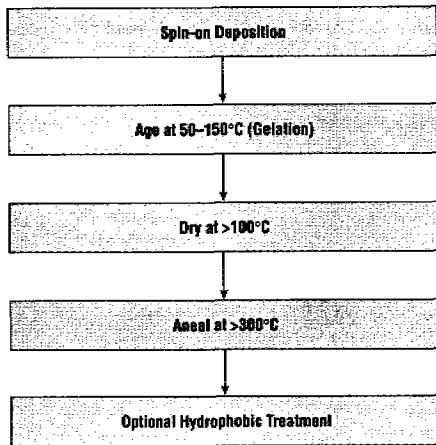 Spin-on Deposition
Age at 50–150°C (Gelation)
Dry at >100°C
Aneal at >300°C
Optional Hydrophobic Treatment